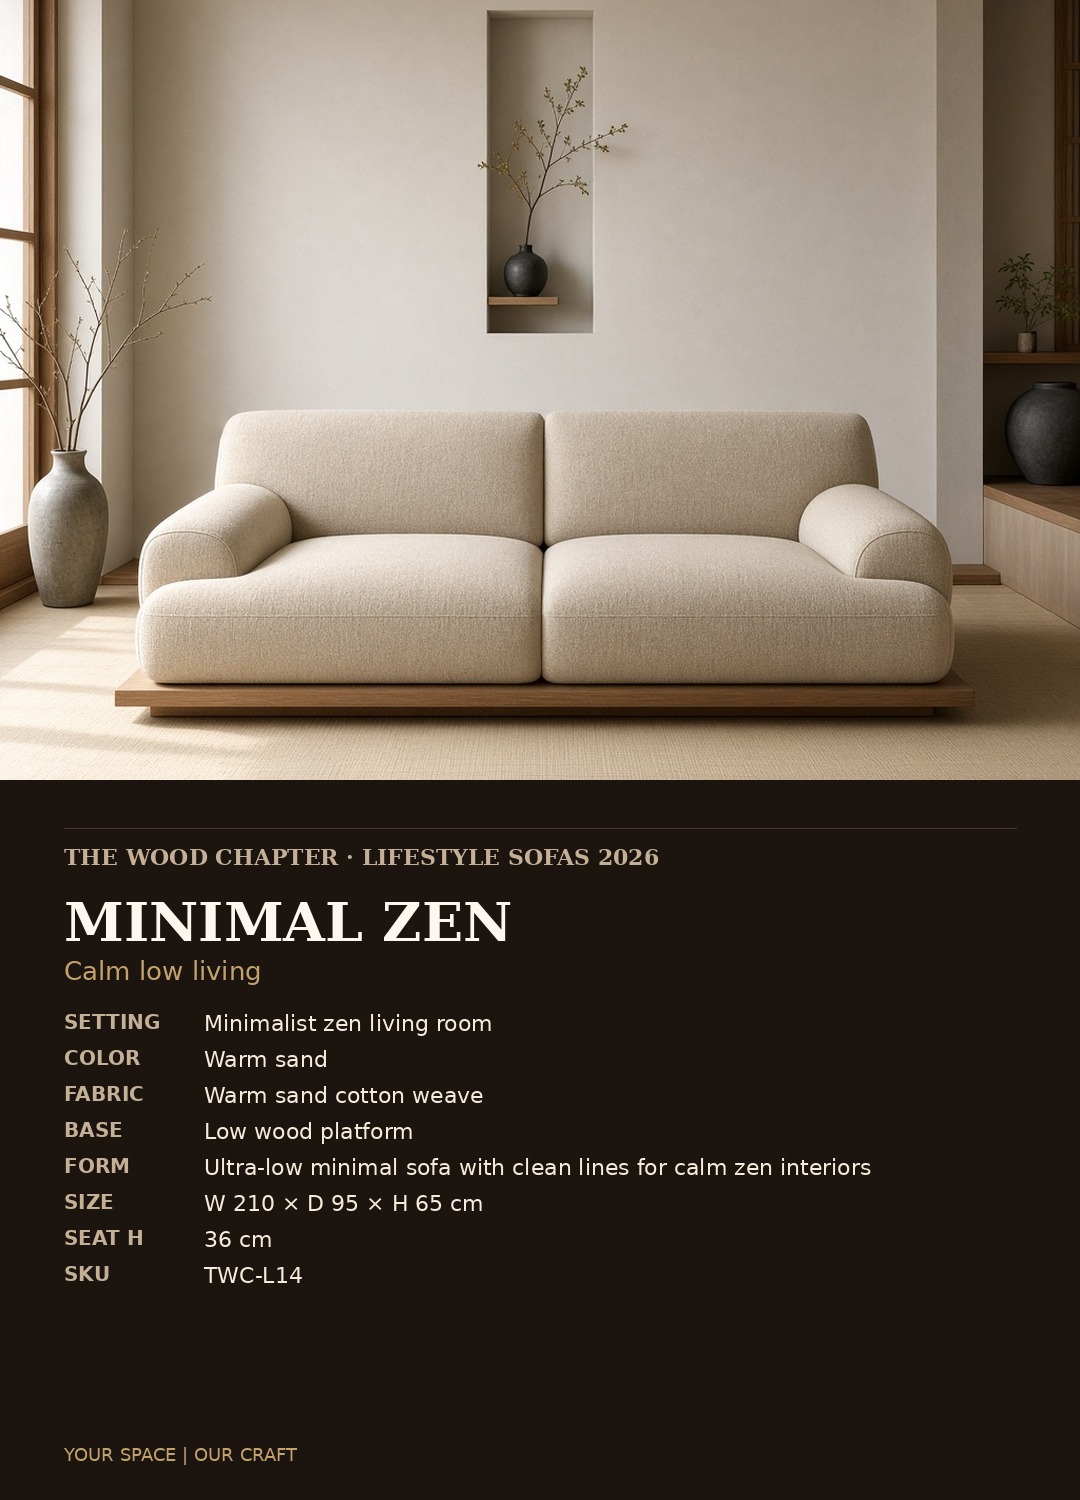 THE WOOD CHAPTER · LIFESTYLE SOFAS 2026
MINIMAL ZEN
Calm low living
SETTING Minimalist zen living room
COLOR Warm sand
FABRIC Warm sand cotton weave
BASE Low wood platform
FORM Ultra-low minimal sofa with clean lines for calm zen interiors
SIZE W 210 × D 95 × H 65 cm
SEAT H 36 cm
SKU TWC-L14
YOUR SPACE | OUR CRAFT